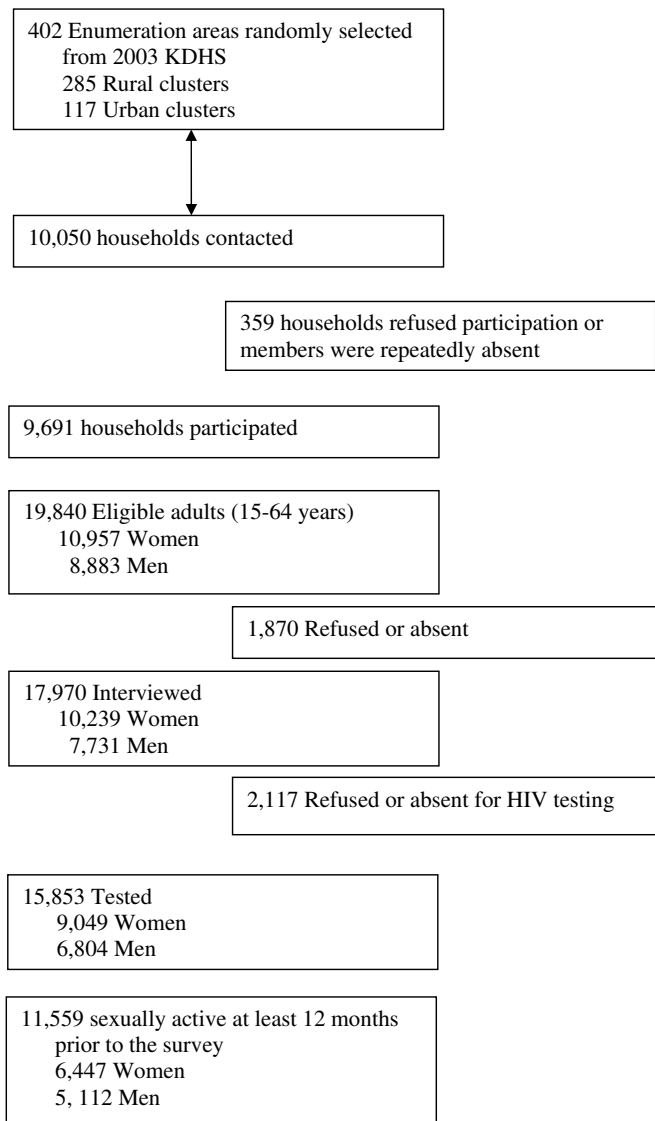 402 Enumeration areas randomly selected
from 2003 KDHS
285 Rural clusters
117 Urban clusters
10,050 households contacted
359 households refused participation or
members were repeatedly absent
9,691 households participated
19,840 Eligible adults (15-64 years)
10,957 Women
8,883 Men
1,870 Refused or absent
17,970 Interviewed
10,239 Women
7,731 Men
2,117 Refused or absent for HIV testing
15,853 Tested
9,049 Women
6,804 Men
11,559 sexually active at least 12 months
prior to the survey
6,447 Women
5, 112 Men